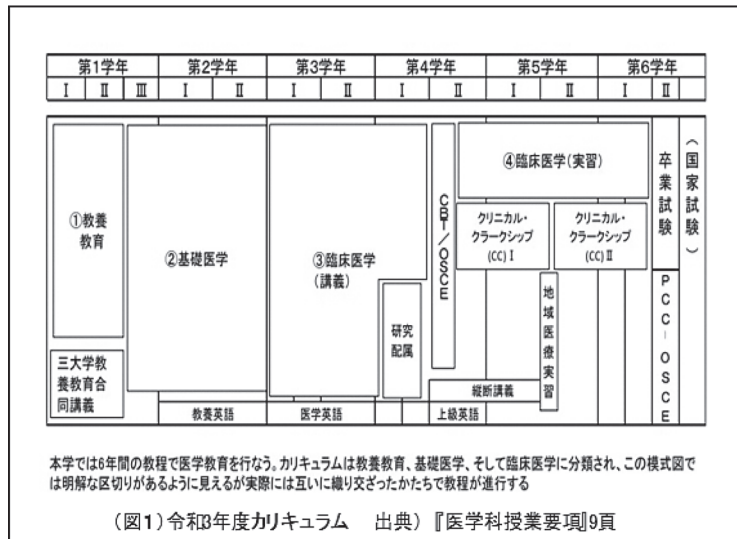 第1学年 第2学年 第3学年 第4学年 第5学年 第6学年
Ⅰ Ⅱ Ⅲ Ⅰ Ⅱ Ⅰ Ⅱ Ⅰ Ⅱ Ⅰ Ⅱ Ⅰ Ⅱ
①教養
教育
三大学教
養教育合
同講義
②基礎医学
教養英語
③臨床医学
(講義)
医学英語
研究
配属
CBT/OSCE
④臨床医学(実習)
クリニカル・
クラークシップ
(CC)Ⅰ
クリニカル・
クラークシップ
(CC)Ⅱ
地域医療実習
縦断講義
上級英語
卒業試験
PCC-OSCE
(国家試験)
本学では6年間の教程で医学教育を行なう。カリキュラムは教養教育、基礎医学、そして臨床医学に分類され、この模式図で
は明解な区切りがあるように見えるが実際には互いに織り交ざったかたちで教程が進行する
(図1)令和3年度カリキュラム 出典)『医学科授業要項』9頁